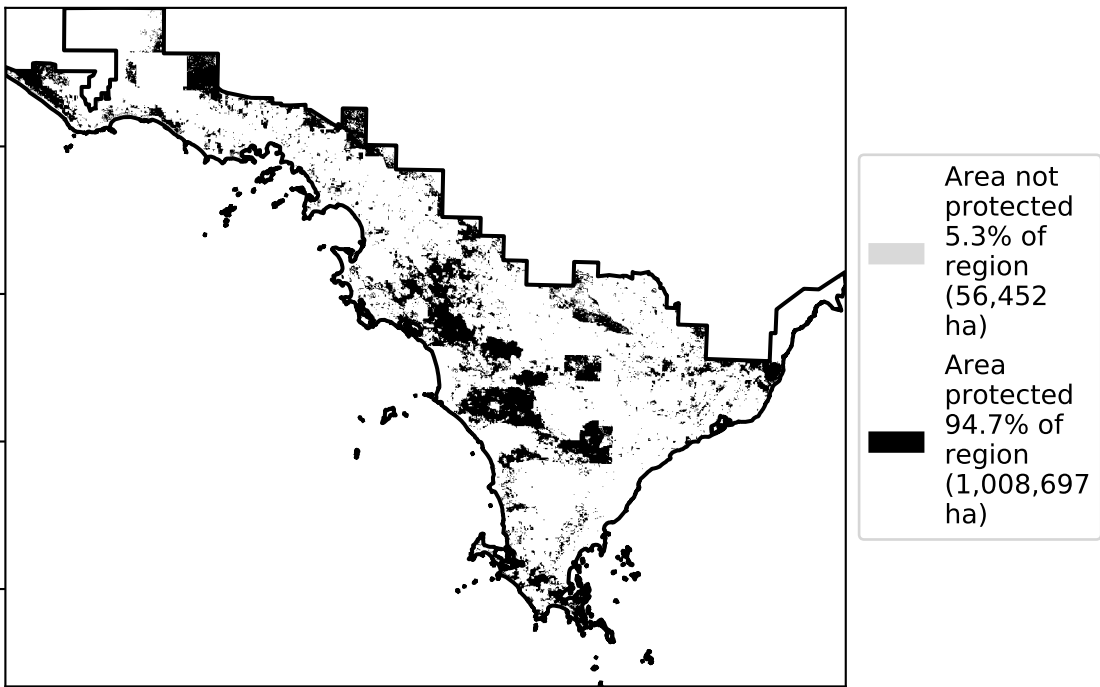 Area not
protected
5.3% of
region
(56,452
ha)
Area
protected
94.7% of
region
(1,008,697
ha)